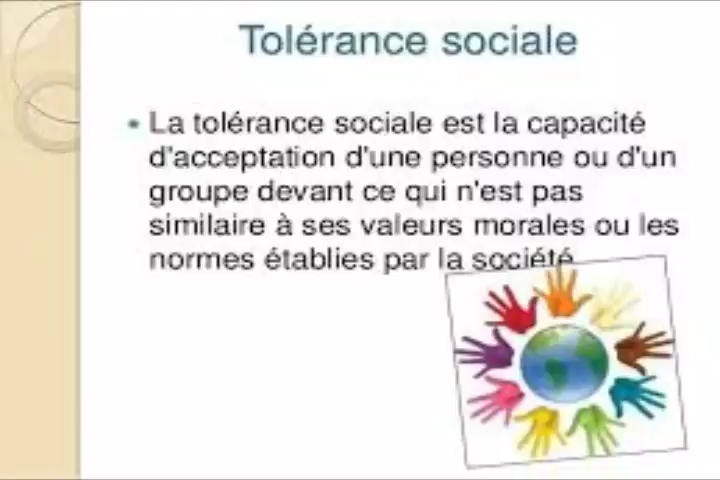 Tolérance sociale
• La tolérance sociale est la capacité
d'acceptation d'une personne ou d'un
groupe devant ce qui n'est pas
similaire à ses valeurs morales ou les
normes établies par la société